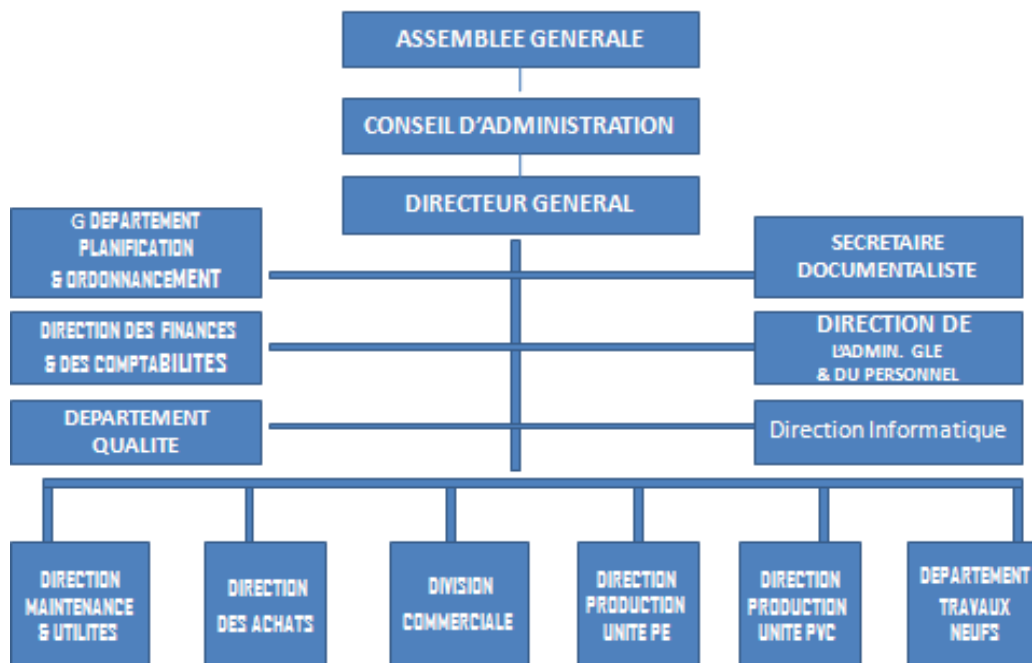 ASSEMBLEE GENERALE
CONSEIL D'ADMINISTRATION
DIRECTEUR GENERAL
G DEPARTEMENT
PLANIFICATION
& ORDONNANCEMENT
SECRETAIRE
DOCUMENTALISTE
DIRECTION DES FINANCES
& DES COMPTABILITES
DIRECTION DE
L'ADMIN. GLE
& DU PERSONNEL
DEPARTEMENT
QUALITE
Direction Informatique
DIRECTION
MAINTENANCE
& UTILITES
DIRECTION
DES ACHATS
DIVISION
COMMERCIALE
DIRECTION
PRODUCTION
UNITE PE
DIRECTION
PRODUCTION
UNITE PVC
DEPARTEMENT
TRAVAUX
NEUFS